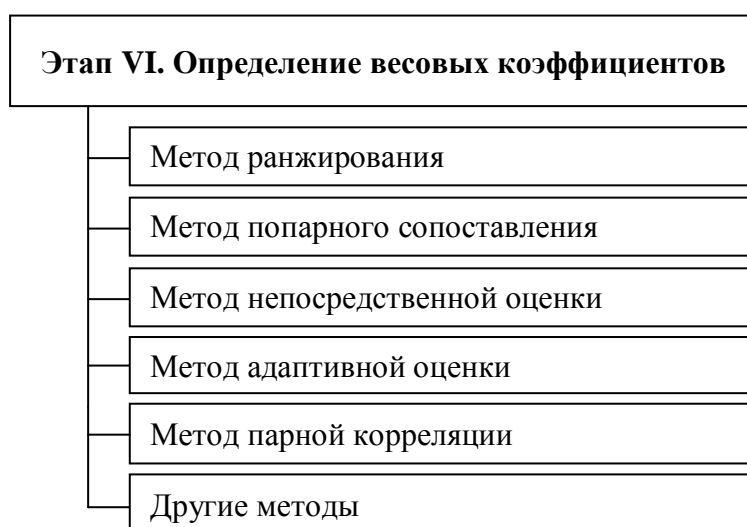 Этап VI. Определение весовых коэффициентов
Метод ранжирования
Метод попарного сопоставления
Метод непосредственной оценки
Метод адаптивной оценки
Метод парной корреляции
Другие методы